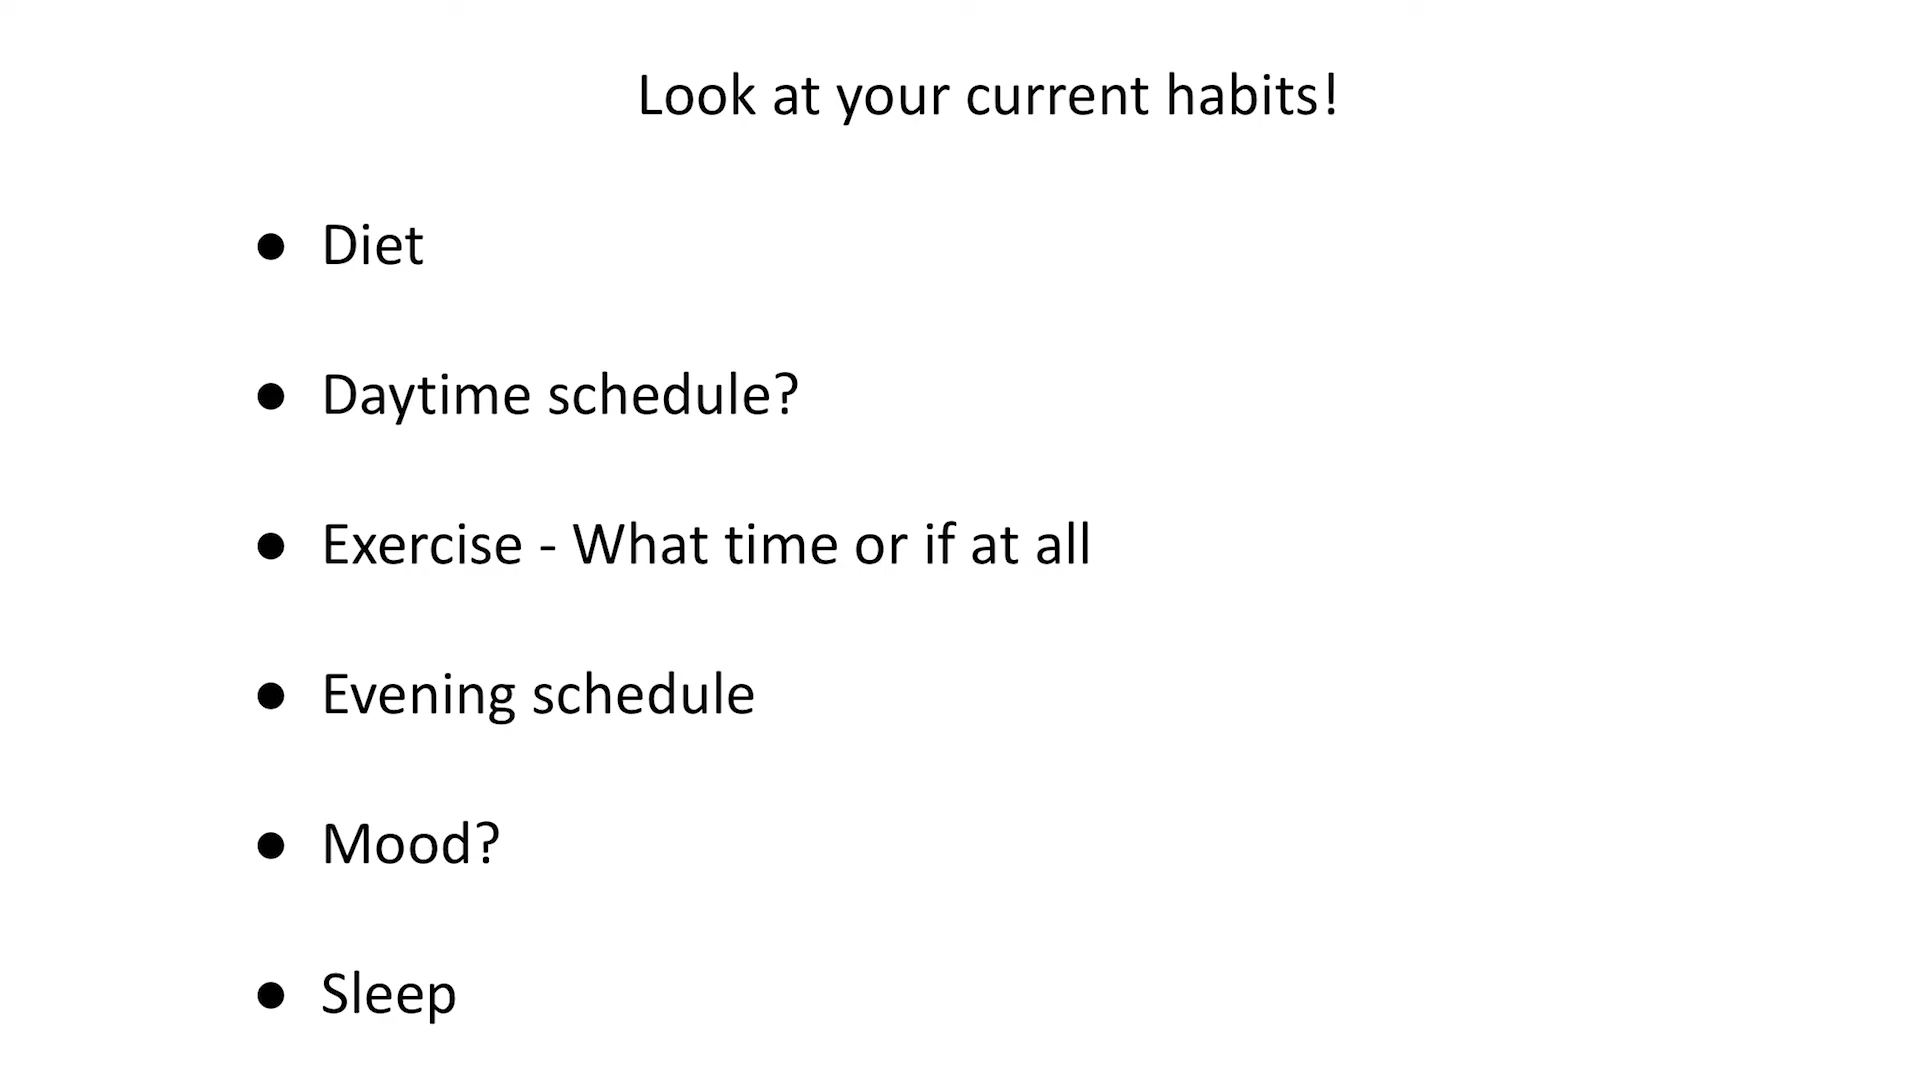 Look at your current habits!
● Diet
● Daytime schedule?
● Exercise - What time or if at all
● Evening schedule
● Mood?
● Sleep